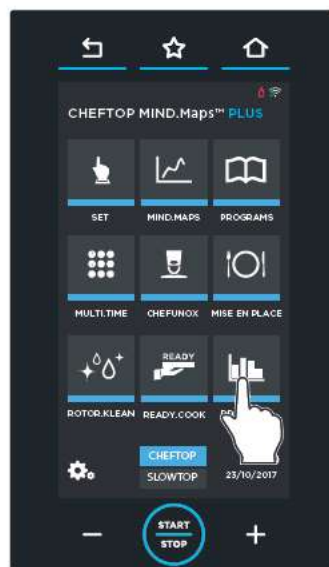 CHEFTOP MIND.Maps™ PLUS
SET MIND.MAPS PROGRAMS
MULTI.TIME CHEFUNOX MISE EN PLACE
READY
ROTOR.KLEAN READY.COOK
CHEFTOP
SLOWTOP 23/10/2017
START
STOP